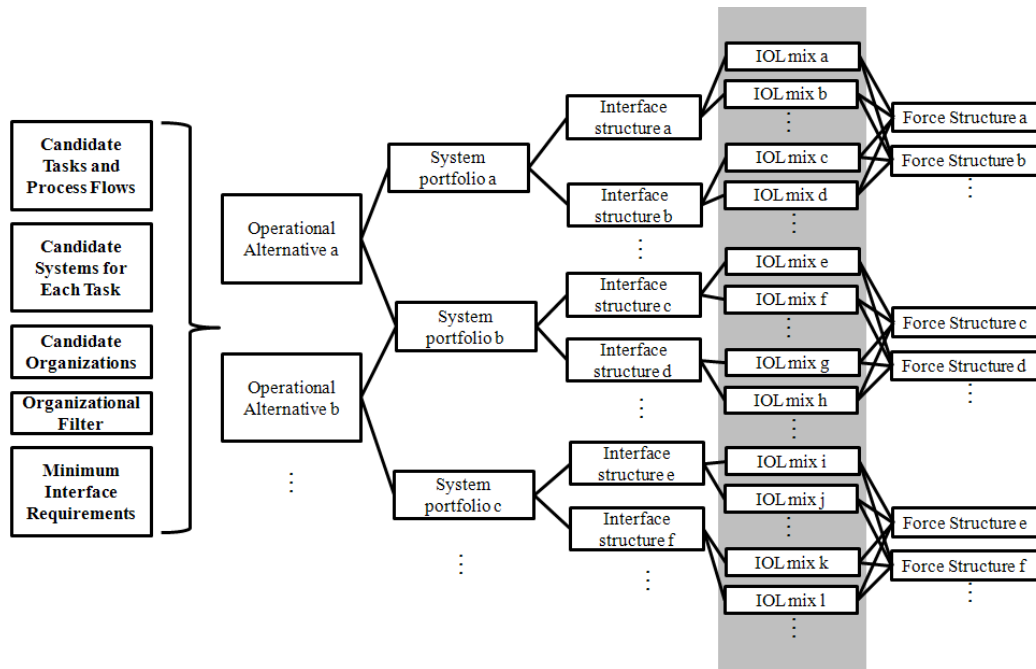 Candidate
Tasks and
Process Flows
Candidate
Systems for
Each Task
Candidate
Organizations
Organizational
Filter
Minimum
Interface
Requirements
Operational
Alternative a
Operational
Alternative b
⋮
System
portfolio a
System
portfolio b
System
portfolio c
⋮
Interface
structure a
Interface
structure b
⋮
Interface
structure c
Interface
structure d
⋮
Interface
structure e
Interface
structure f
⋮
IOL mix a
IOL mix b
⋮
IOL mix c
IOL mix d
⋮
IOL mix e
IOL mix f
⋮
IOL mix g
IOL mix h
⋮
IOL mix i
IOL mix j
⋮
IOL mix k
IOL mix l
⋮
Force Structure a
Force Structure b
⋮
Force Structure c
Force Structure d
⋮
Force Structure e
Force Structure f
⋮